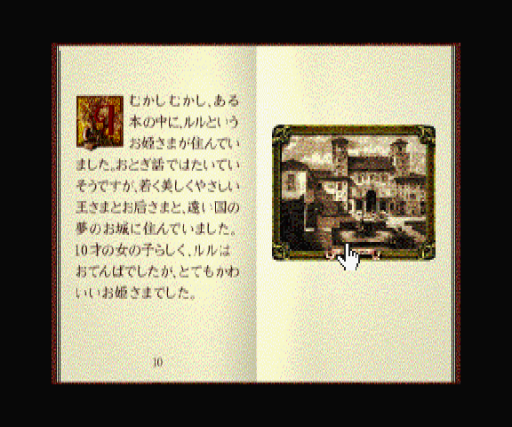 むかしむかし、ある
本の中に、ルルという
お姫さまが住んでい
ました。おとぎ話ではたいてい
そうですが、若く美しくやさしい
王さまとお后さまと、遠い国の
夢のお城に住んでいました。
10才の女の子らしく、ルルは
おてんばでしたが、とてもかわ
いいお姫さまでした。
10